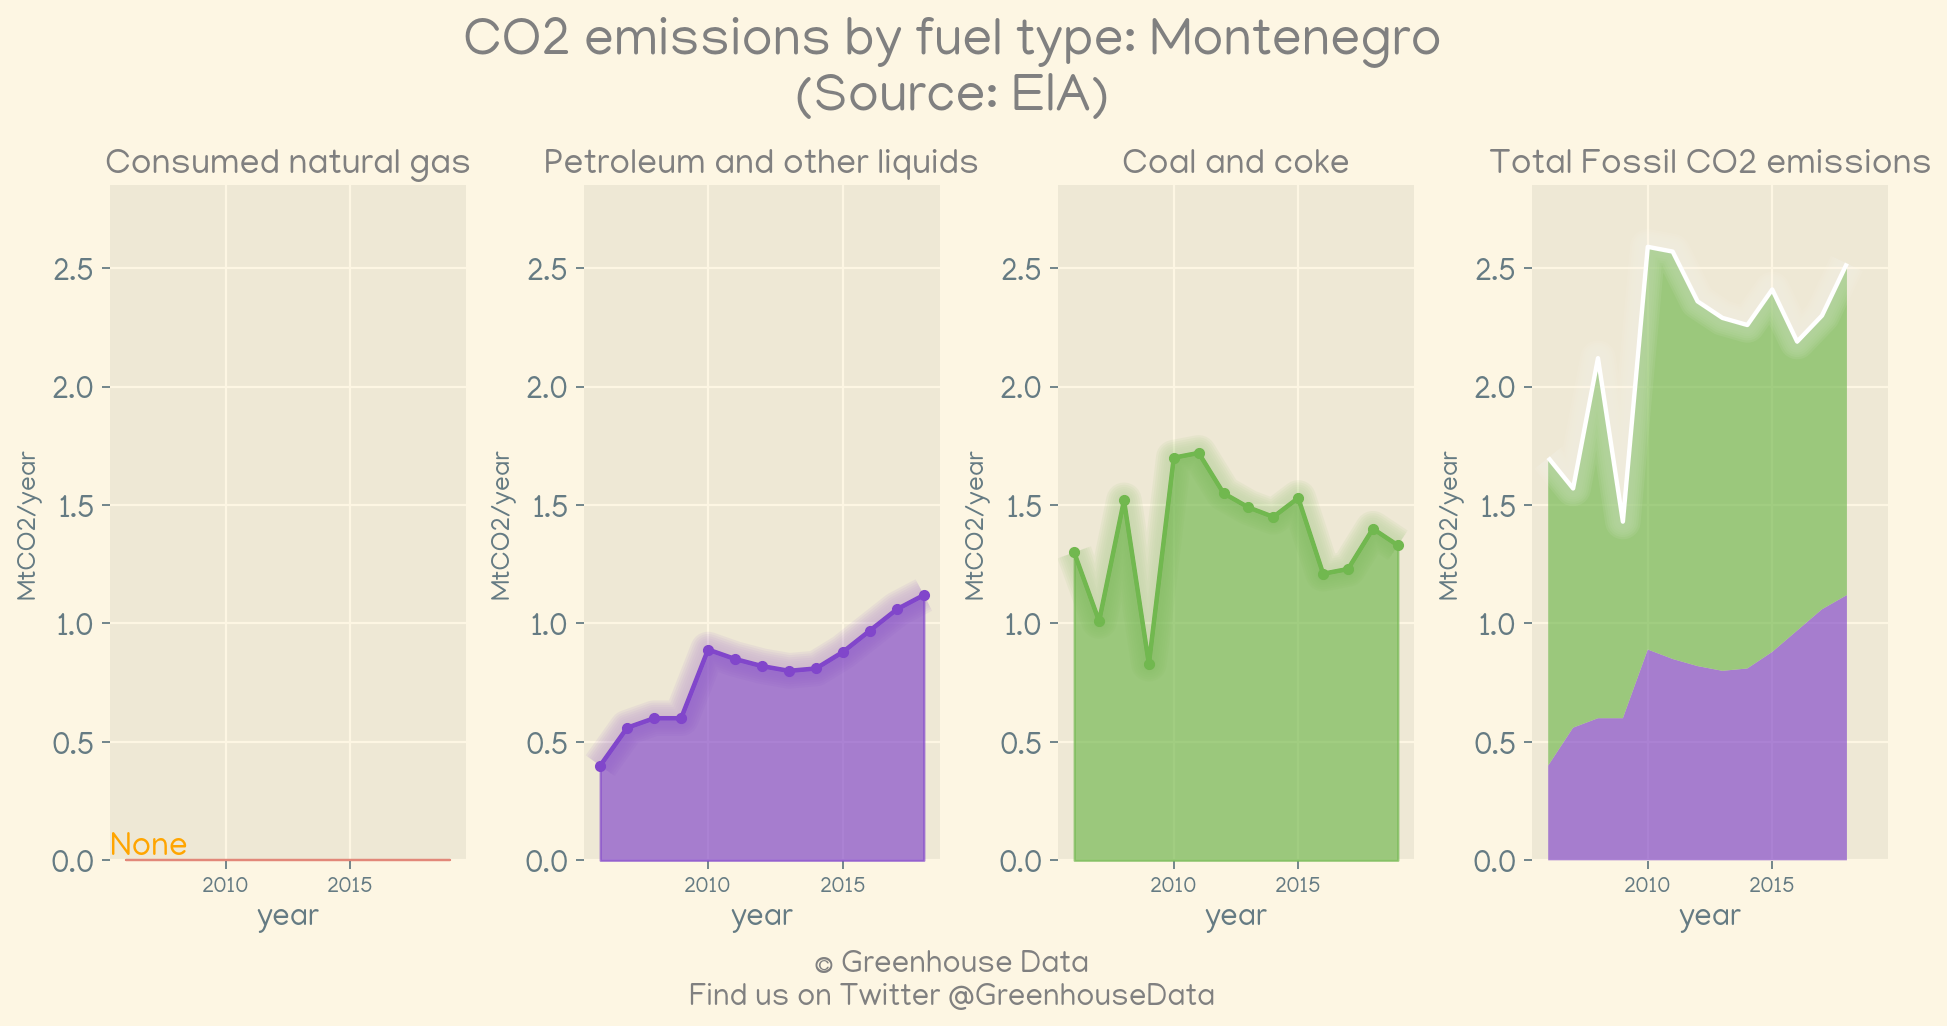 CO2 emissions by fuel type: Montenegro
(Source: EIA)
Consumed natural gas
Petroleum and other liquids
Coal and coke
Total Fossil CO2 emissions
2.5
2.0
1.5
1.0
0.5
0.0
MtCO2/year
None
2010
2015
year
2.5
2.0
1.5
1.0
0.5
0.0
MtCO2/year
2010
2015
year
2.5
2.0
1.5
1.0
0.5
0.0
MtCO2/year
2010
2015
year
2.5
2.0
1.5
1.0
0.5
0.0
MtCO2/year
2010
2015
year
© Greenhouse Data
Find us on Twitter @GreenhouseData